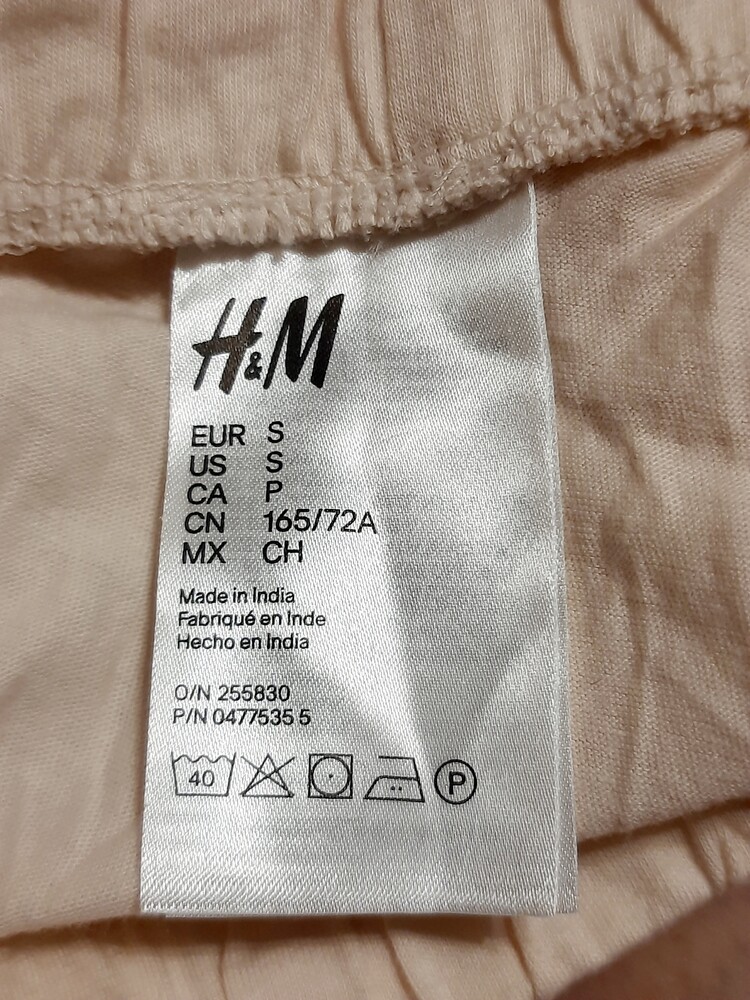 H&M
EUR S
US S
CA P
CN 165/72A
MX CH
Made in India
Fabriqué en Inde
Hecho en India
O/N 255830
P/N 0477535 5
40
P